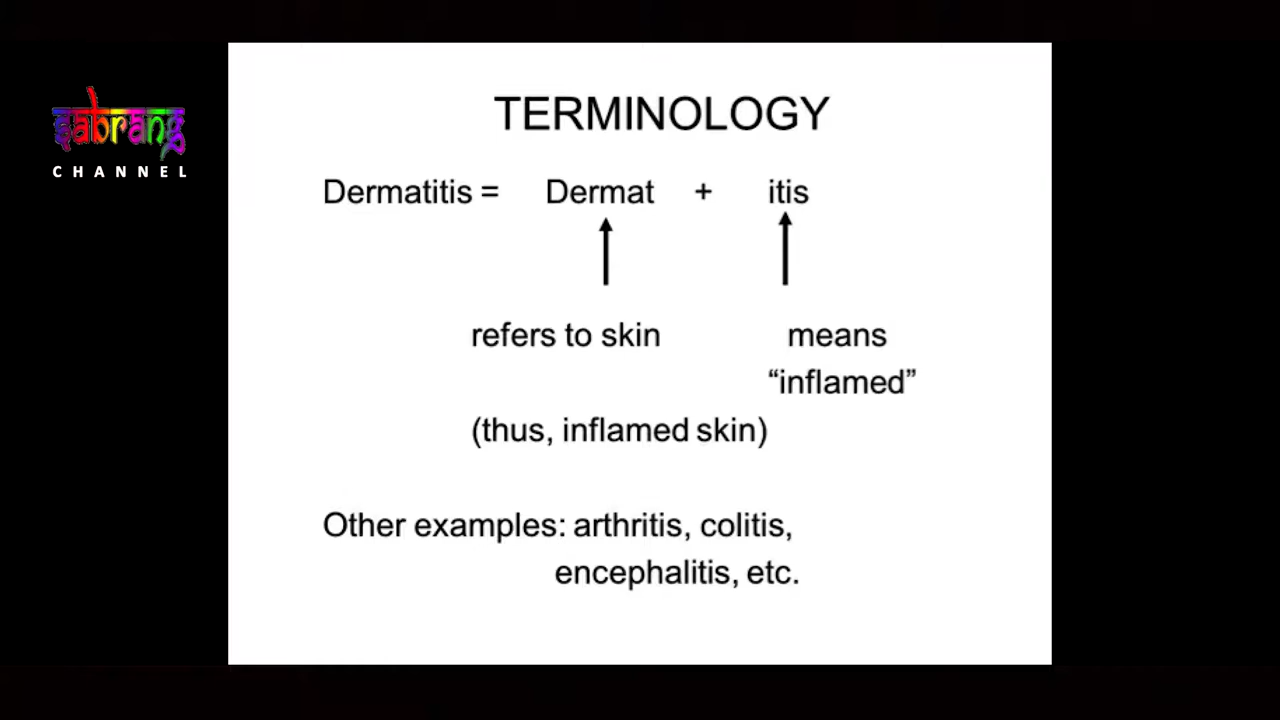 sabrang
CHANNEL
TERMINOLOGY
Dermatitis = Dermat + itis
refers to skin means
“inflamed”
(thus, inflamed skin)
Other examples: arthritis, colitis,
encephalitis, etc.